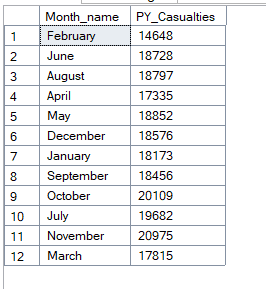 Month_name PY_Casualties
1 February 14648
2 June 18728
3 August 18797
4 April 17335
5 May 18852
6 December 18576
7 January 18173
8 September 18456
9 October 20109
10 July 19682
11 November 20975
12 March 17815